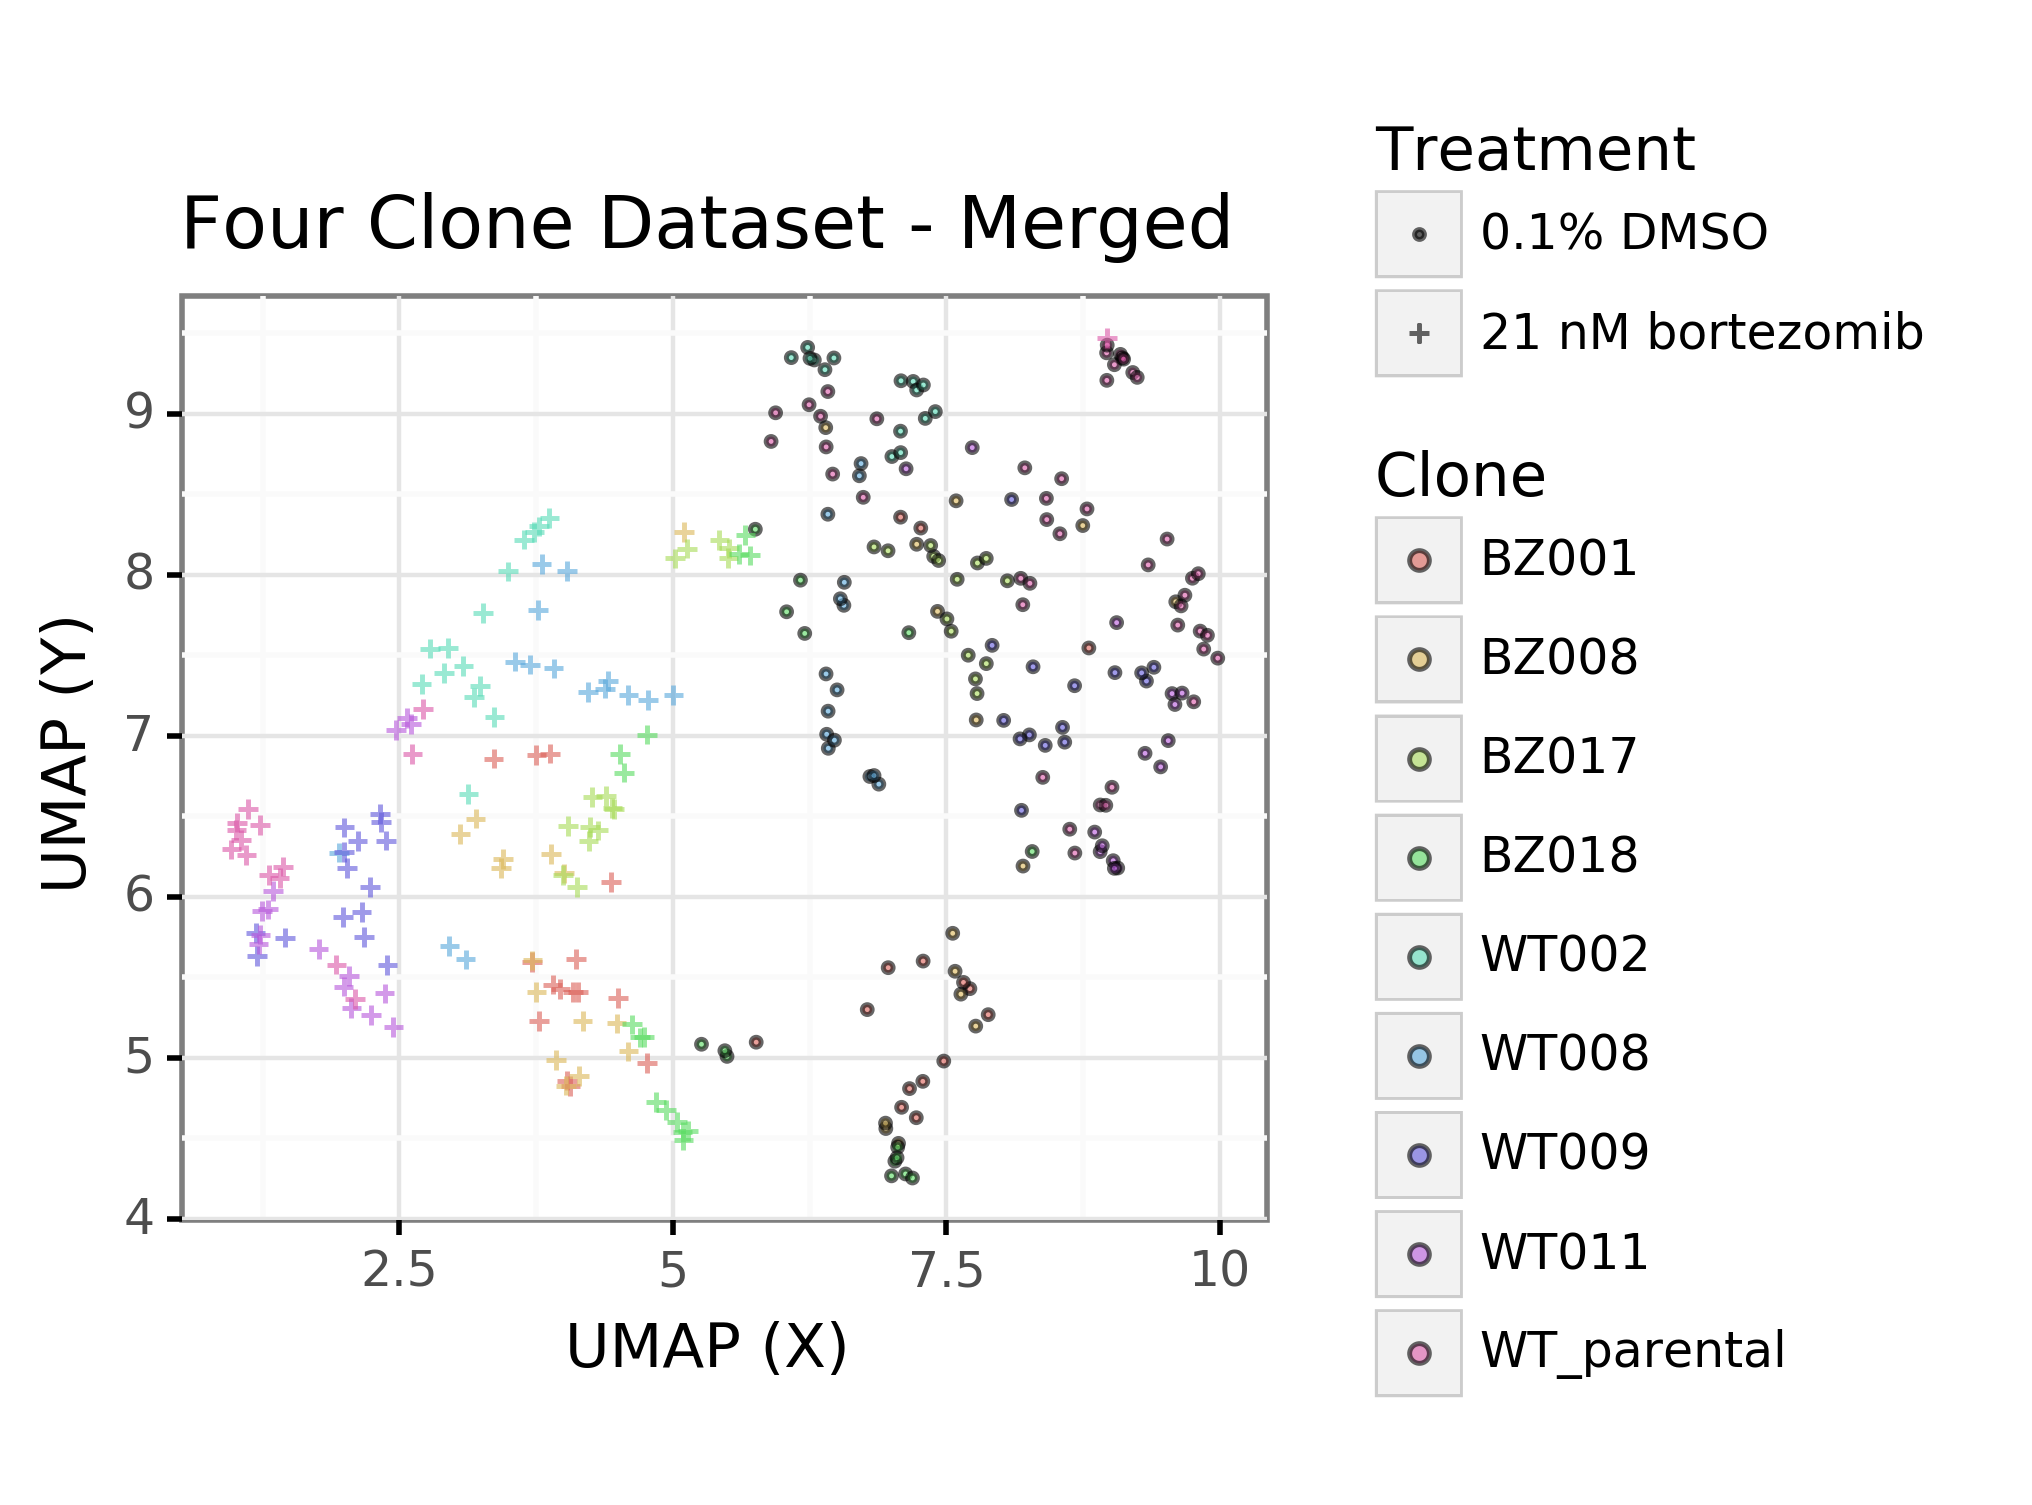 Four Clone Dataset - Merged
UMAP (Y)
9
8
7
6
5
4
2.5 5 7.5 10
UMAP (X)
Treatment
0.1% DMSO
21 nM bortezomib
Clone
BZ001
BZ008
BZ017
BZ018
WT002
WT008
WT009
WT011
WT_parental